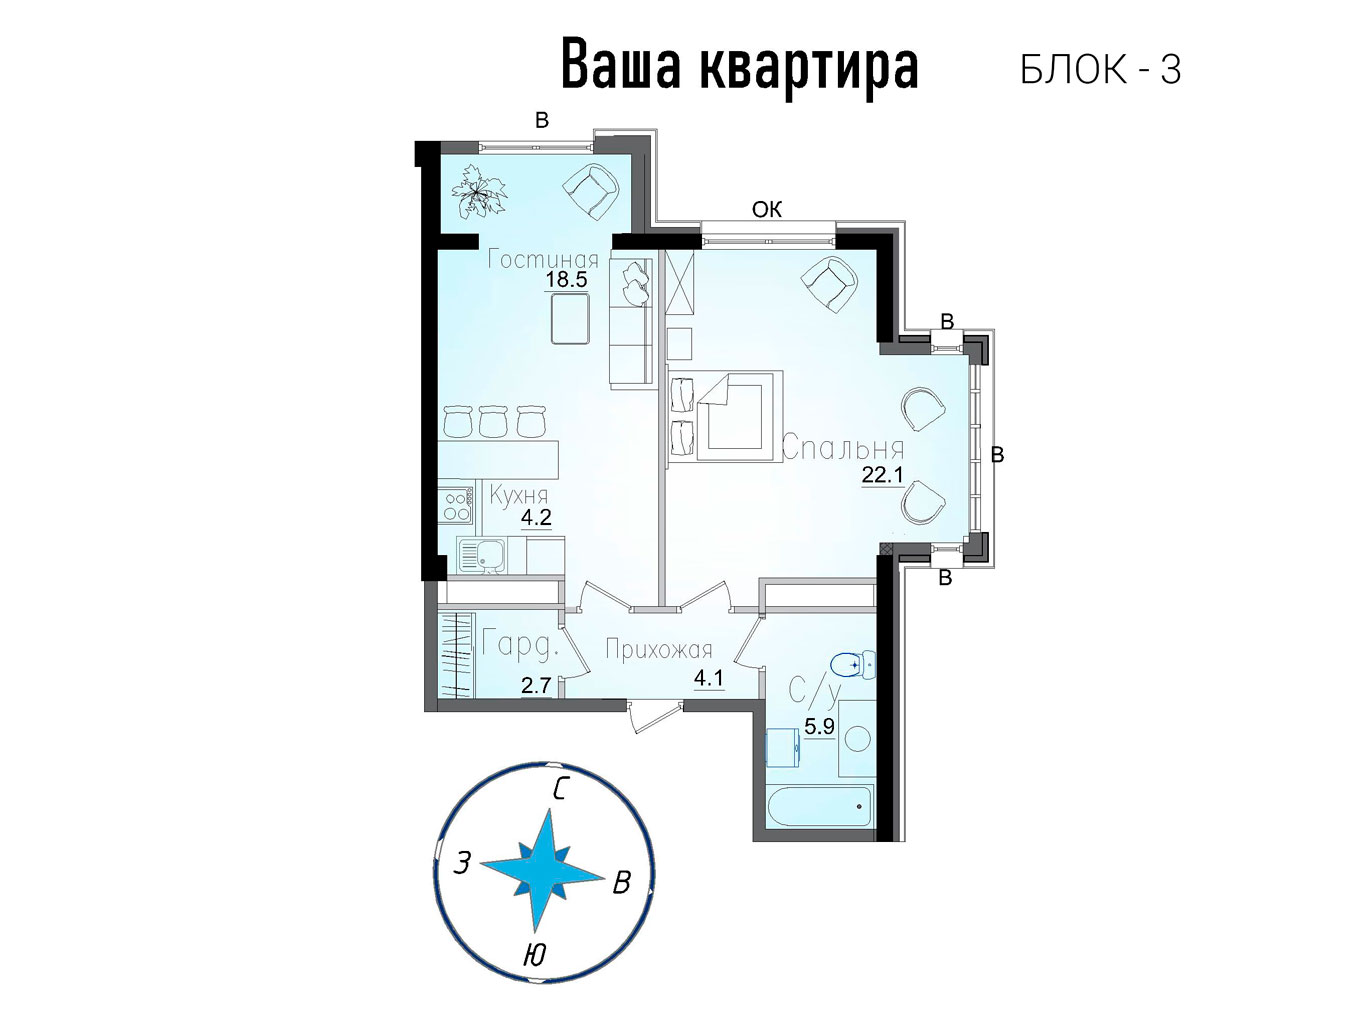 Ваша квартира
БЛОК - 3
В
ОК
Гостиная
18.5
В
Спальня
22.1
В
Кухня
4.2
В
Гард.
2.7
Прихожая
4.1
С/у
5.9
С
З
В
Ю